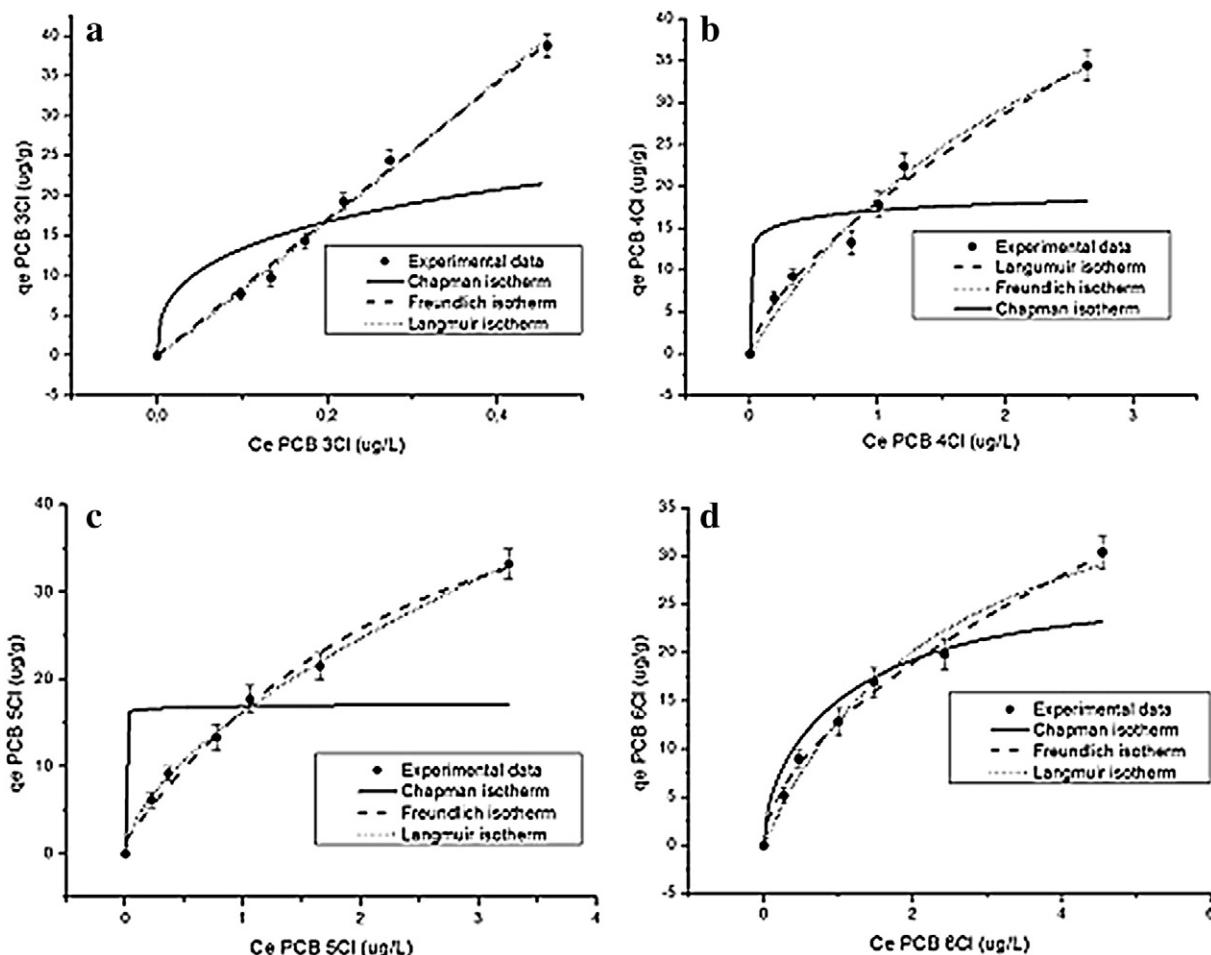 a
qe PCB 3Cl (ug/g)
40
35
30
25
20
15
10
5
0
-5
Experimental data
Chapman isotherm
Freundlich isotherm
Langmuir isotherm
0,0
0,2
0,4
Ce PCB 3Cl (ug/L)
b
qe PCB 4Cl (ug/g)
40
35
30
25
20
15
10
5
0
-5
Experimental data
Langumuir isotherm
Freundlich isotherm
Chapman isotherm
0
1
2
3
Ce PCB 4Cl (ug/L)
c
qe PCB 5Cl (ug/g)
40
30
20
10
0
Experimental data
Chapman isotherm
Freundlich isotherm
Langmuir isotherm
0
1
2
3
4
Ce PCB 5Cl (ug/L)
d
qe PCB 6Cl (ug/g)
35
30
25
20
15
10
5
0
-5
Experimental data
Chapman isotherm
Freundlich isotherm
Langmuir isotherm
0
2
4
6
Ce PCB 6Cl (ug/L)